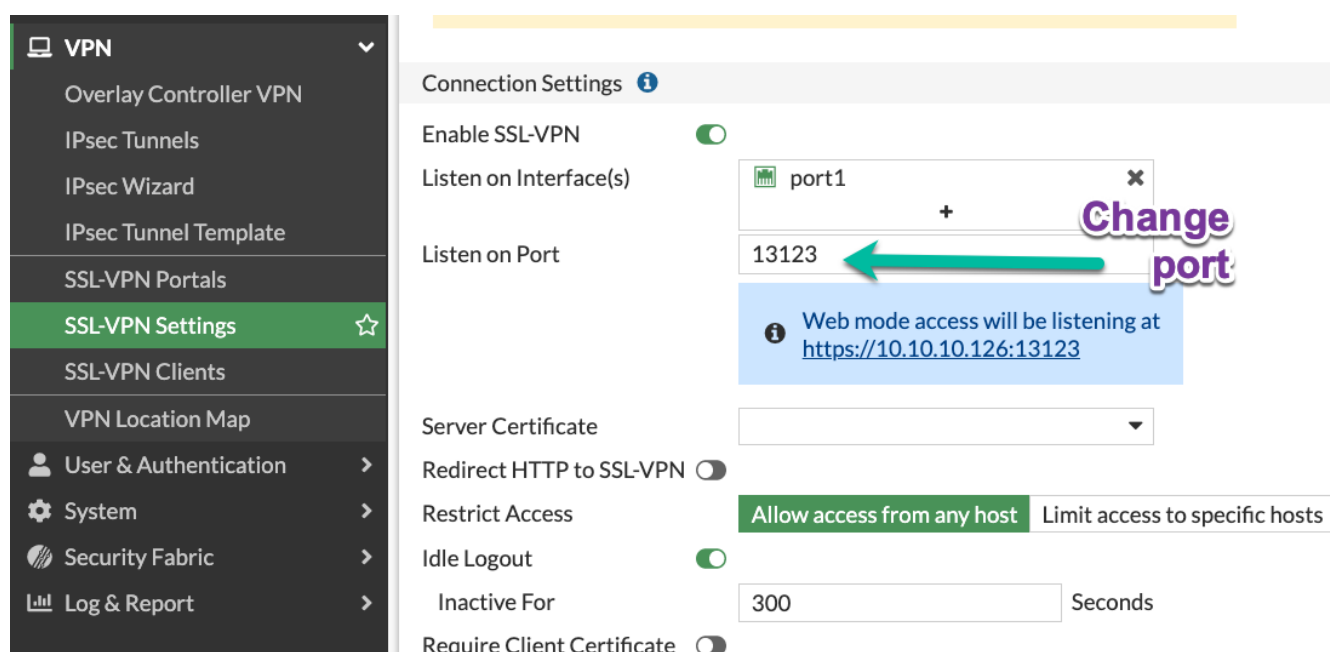 VPN
Overlay Controller VPN
IPsec Tunnels
IPsec Wizard
IPsec Tunnel Template
SSL-VPN Portals
SSL-VPN Settings
SSL-VPN Clients
VPN Location Map
User & Authentication
System
Security Fabric
Log & Report
Connection Settings
Enable SSL-VPN
Listen on Interface(s)
port1
+
Listen on Port
13123
Change
port
Web mode access will be listening at
https://10.10.10.126:13123
Server Certificate
Redirect HTTP to SSL-VPN
Restrict Access
Allow access from any host
Limit access to specific hosts
Idle Logout
Inactive For
300
Seconds
Require Client Certificate